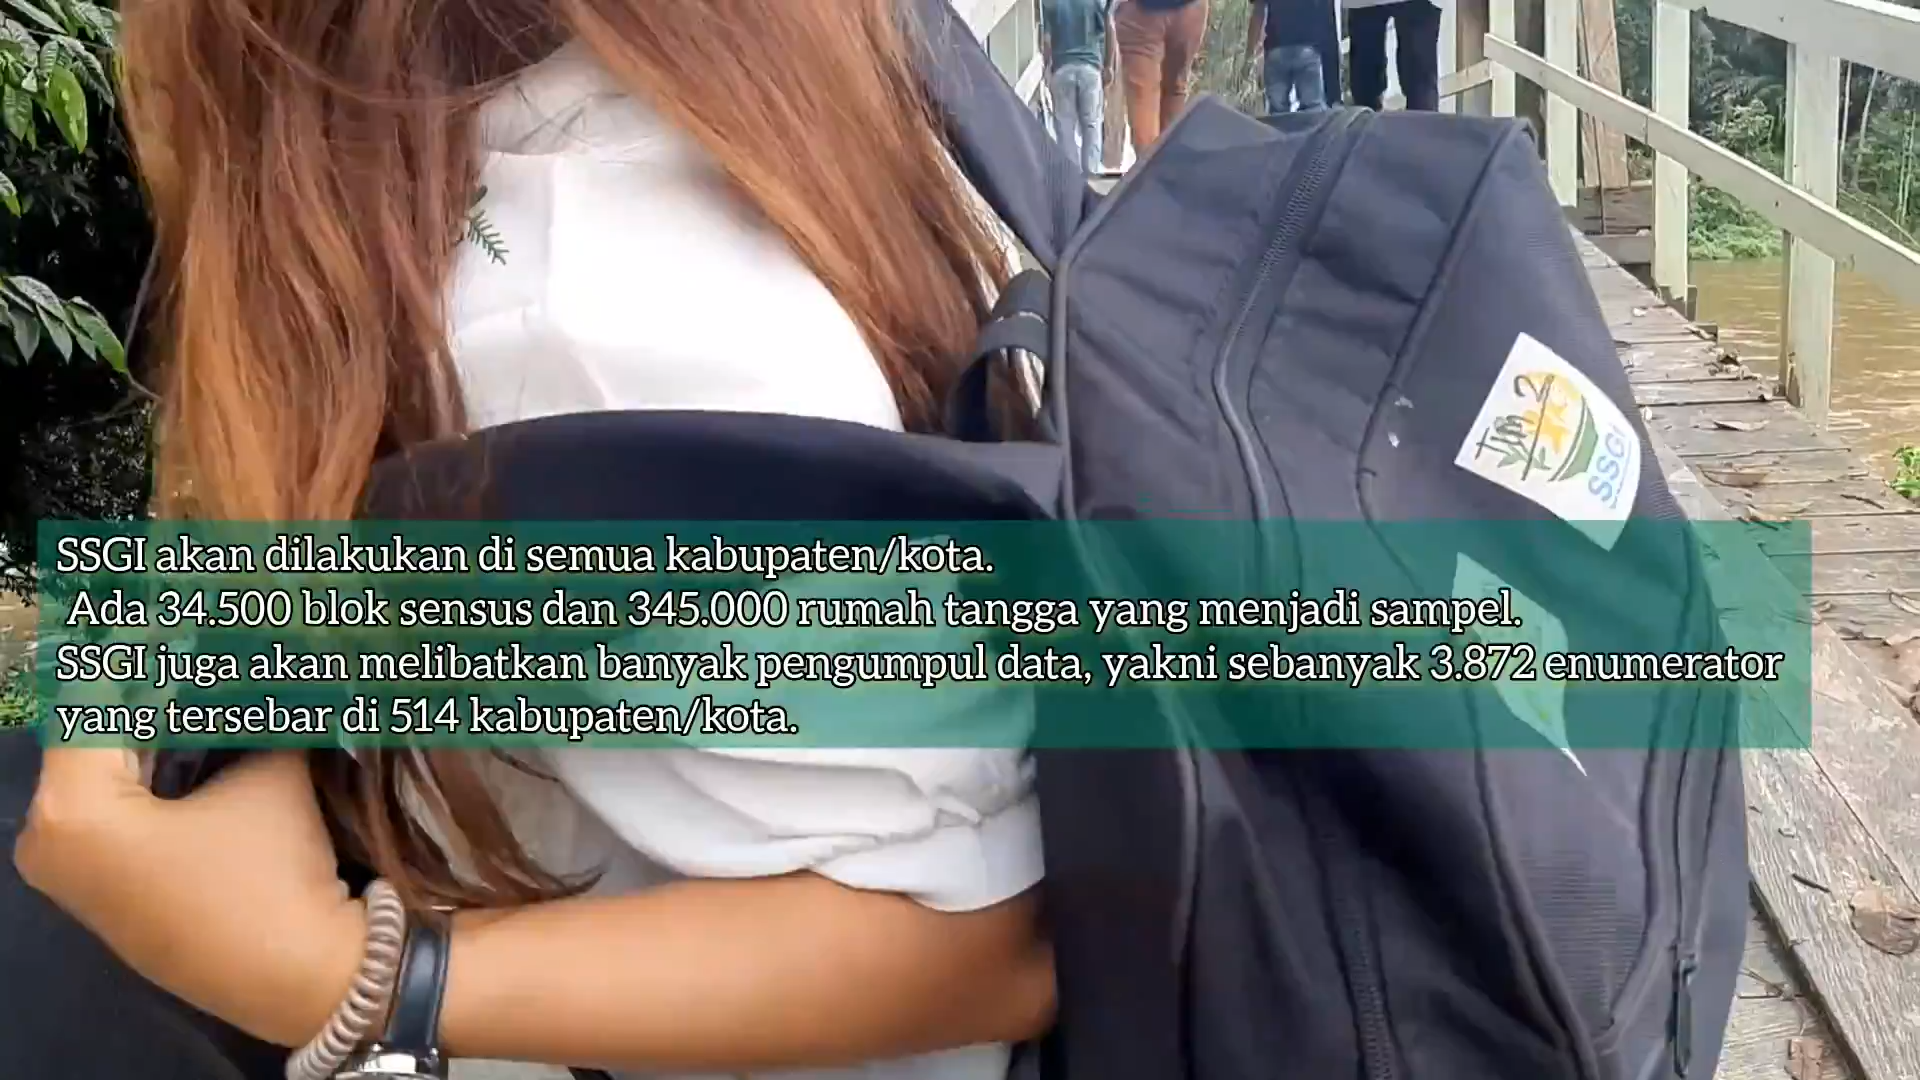 TIM 2
SSGI
SSGI akan dilakukan di semua kabupaten/kota.
Ada 34.500 blok sensus dan 345.000 rumah tangga yang menjadi sampel.
SSGI juga akan melibatkan banyak pengumpul data, yakni sebanyak 3.872 enumerator
yang tersebar di 514 kabupaten/kota.